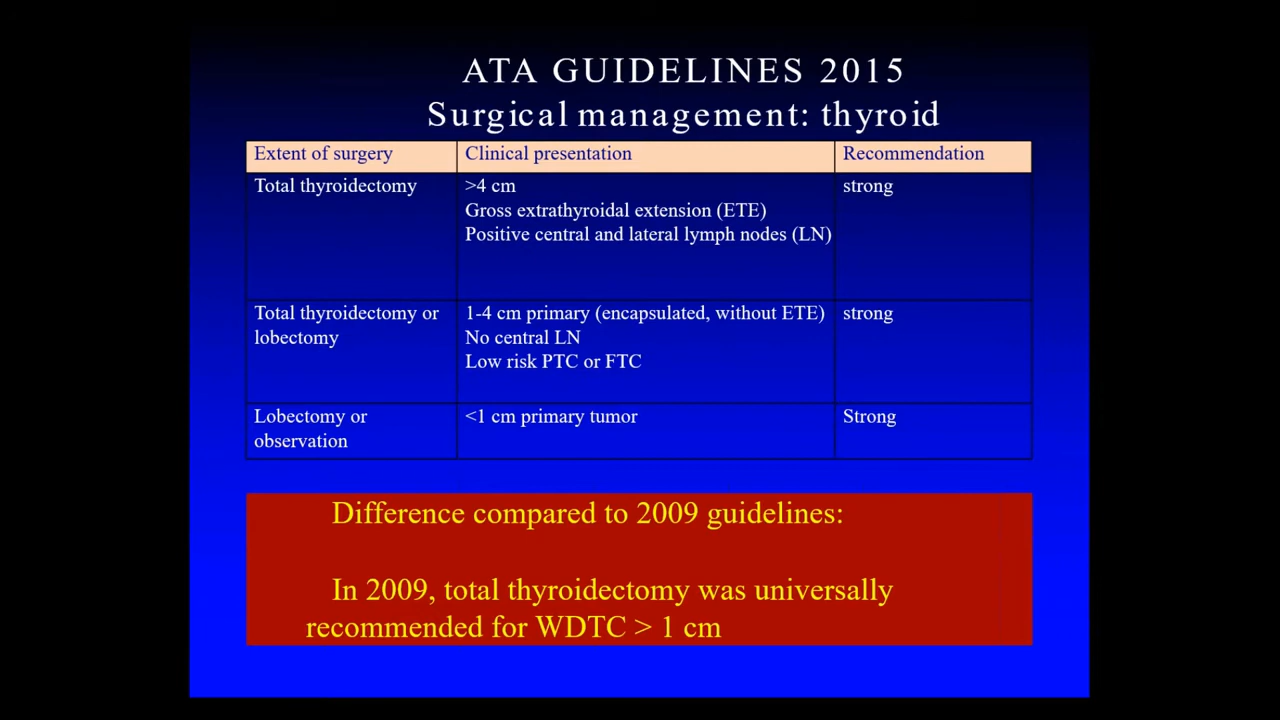 ATA GUIDELINES 2015
Surgical management: thyroid
Extent of surgery
Clinical presentation
Recommendation
Total thyroidectomy
>4 cm
Gross extrathyroidal extension (ETE)
Positive central and lateral lymph nodes (LN)
strong
Total thyroidectomy or
lobectomy
1-4 cm primary (encapsulated, without ETE)
No central LN
Low risk PTC or FTC
strong
Lobectomy or
observation
<1 cm primary tumor
Strong
Difference compared to 2009 guidelines:
In 2009, total thyroidectomy was universally
recommended for WDTC > 1 cm